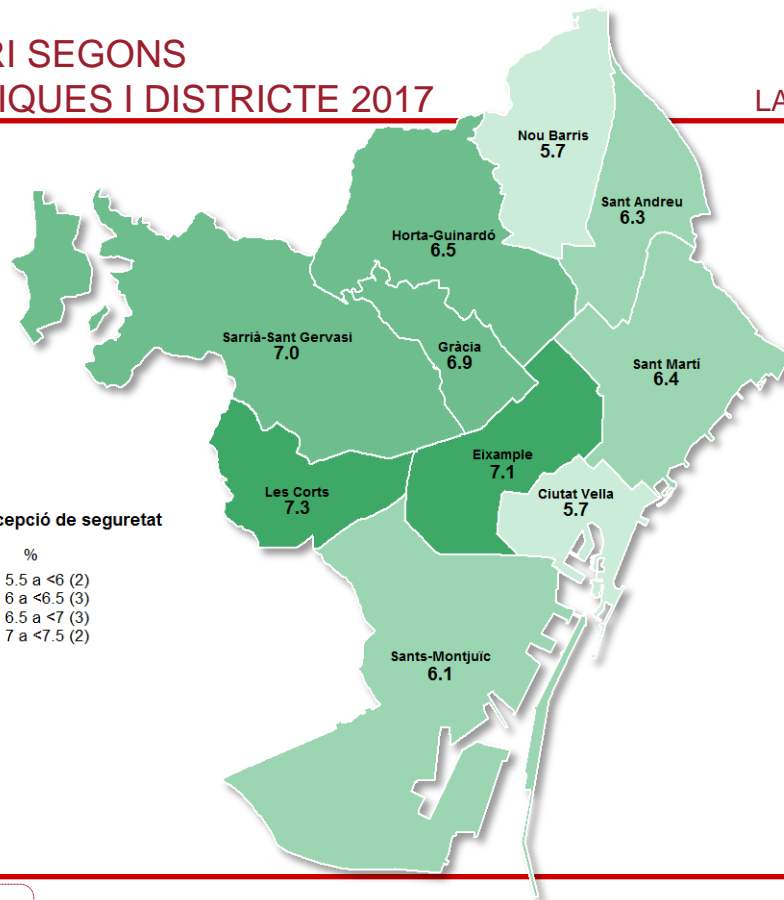 RI SEGONS
IQUES I DISTRICTE 2017
LA
Nou Barris
5.7
Sant Andreu
6.3
Horta-Guinardó
6.5
Sarrià-Sant Gervasi
7.0
Gràcia
6.9
Sant Martí
6.4
Eixample
7.1
Les Corts
7.3
Ciutat Vella
5.7
cepció de seguretat
%
5.5 a <6 (2)
6 a <6.5 (3)
6.5 a <7 (3)
7 a <7.5 (2)
Sants-Montjuïc
6.1